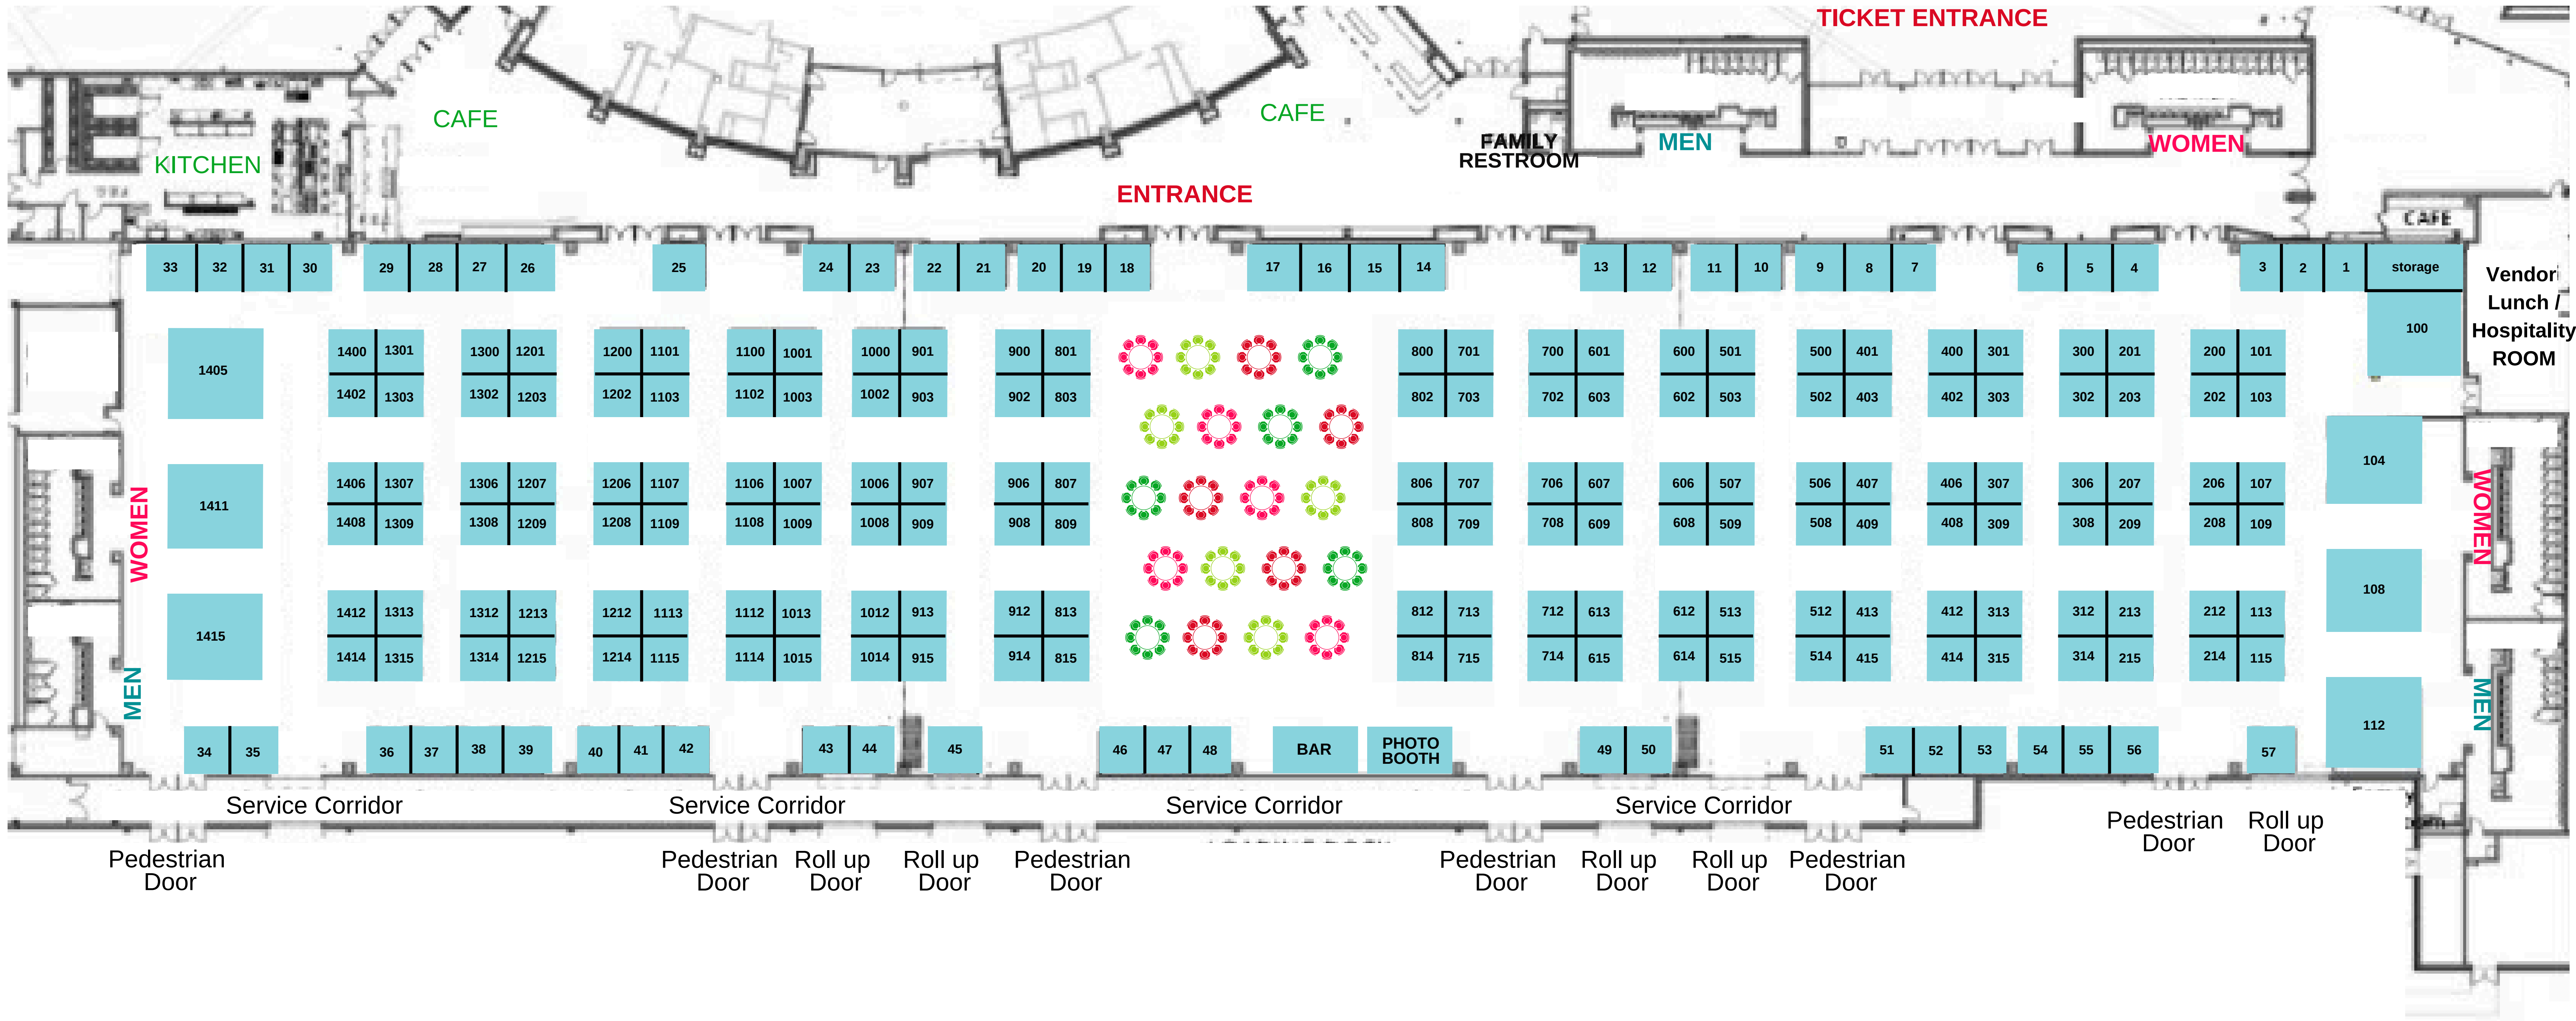 TICKET ENTRANCE
CAFE
CAFE
KITCHEN
FAMILY
RESTROOM
MEN
WOMEN
ENTRANCE
CAFE
33 32 31 30 29 28 27 26 25 24 23 22 21 20 19 18 17 16 15 14 13 12 11 10 9 8 7 6 5 4 3 2 1 storage
Vendor
Lunch /
Hospitality
ROOM
100
1405
1400 1301 1300 1201 1200 1101 1100 1001 1000 901 900 801 800 701 700 601 600 501 500 401 400 301 300 201 200 101
1402 1303 1302 1203 1202 1103 1102 1003 1002 903 902 803 802 703 702 603 602 503 502 403 402 303 302 203 202 103
104
1411
1406 1307 1306 1207 1206 1107 1106 1007 1006 907 906 807 806 707 706 607 606 507 506 407 406 307 306 207 206 107
1408 1309 1308 1209 1208 1109 1108 1009 1008 909 908 809 808 709 708 609 608 509 508 409 408 309 308 209 208 109
WOMEN
WOMEN
108
1415
1412 1313 1312 1213 1212 1113 1112 1013 1012 913 912 813 812 713 712 613 612 513 512 413 412 313 312 213 212 113
1414 1315 1314 1215 1214 1115 1114 1015 1014 915 914 815 814 715 714 615 614 515 514 415 414 315 314 215 214 115
MEN
MEN
112
34 35 36 37 38 39 40 41 42 43 44 45 46 47 48 BAR PHOTO BOOTH 49 50 51 52 53 54 55 56 57
Service Corridor
Service Corridor
Service Corridor
Service Corridor
Pedestrian
Door
Roll up
Door
Pedestrian
Door
Pedestrian
Door
Roll up
Door
Roll up
Door
Pedestrian
Door
Pedestrian
Door
Roll up
Door
Roll up
Door
Pedestrian
Door